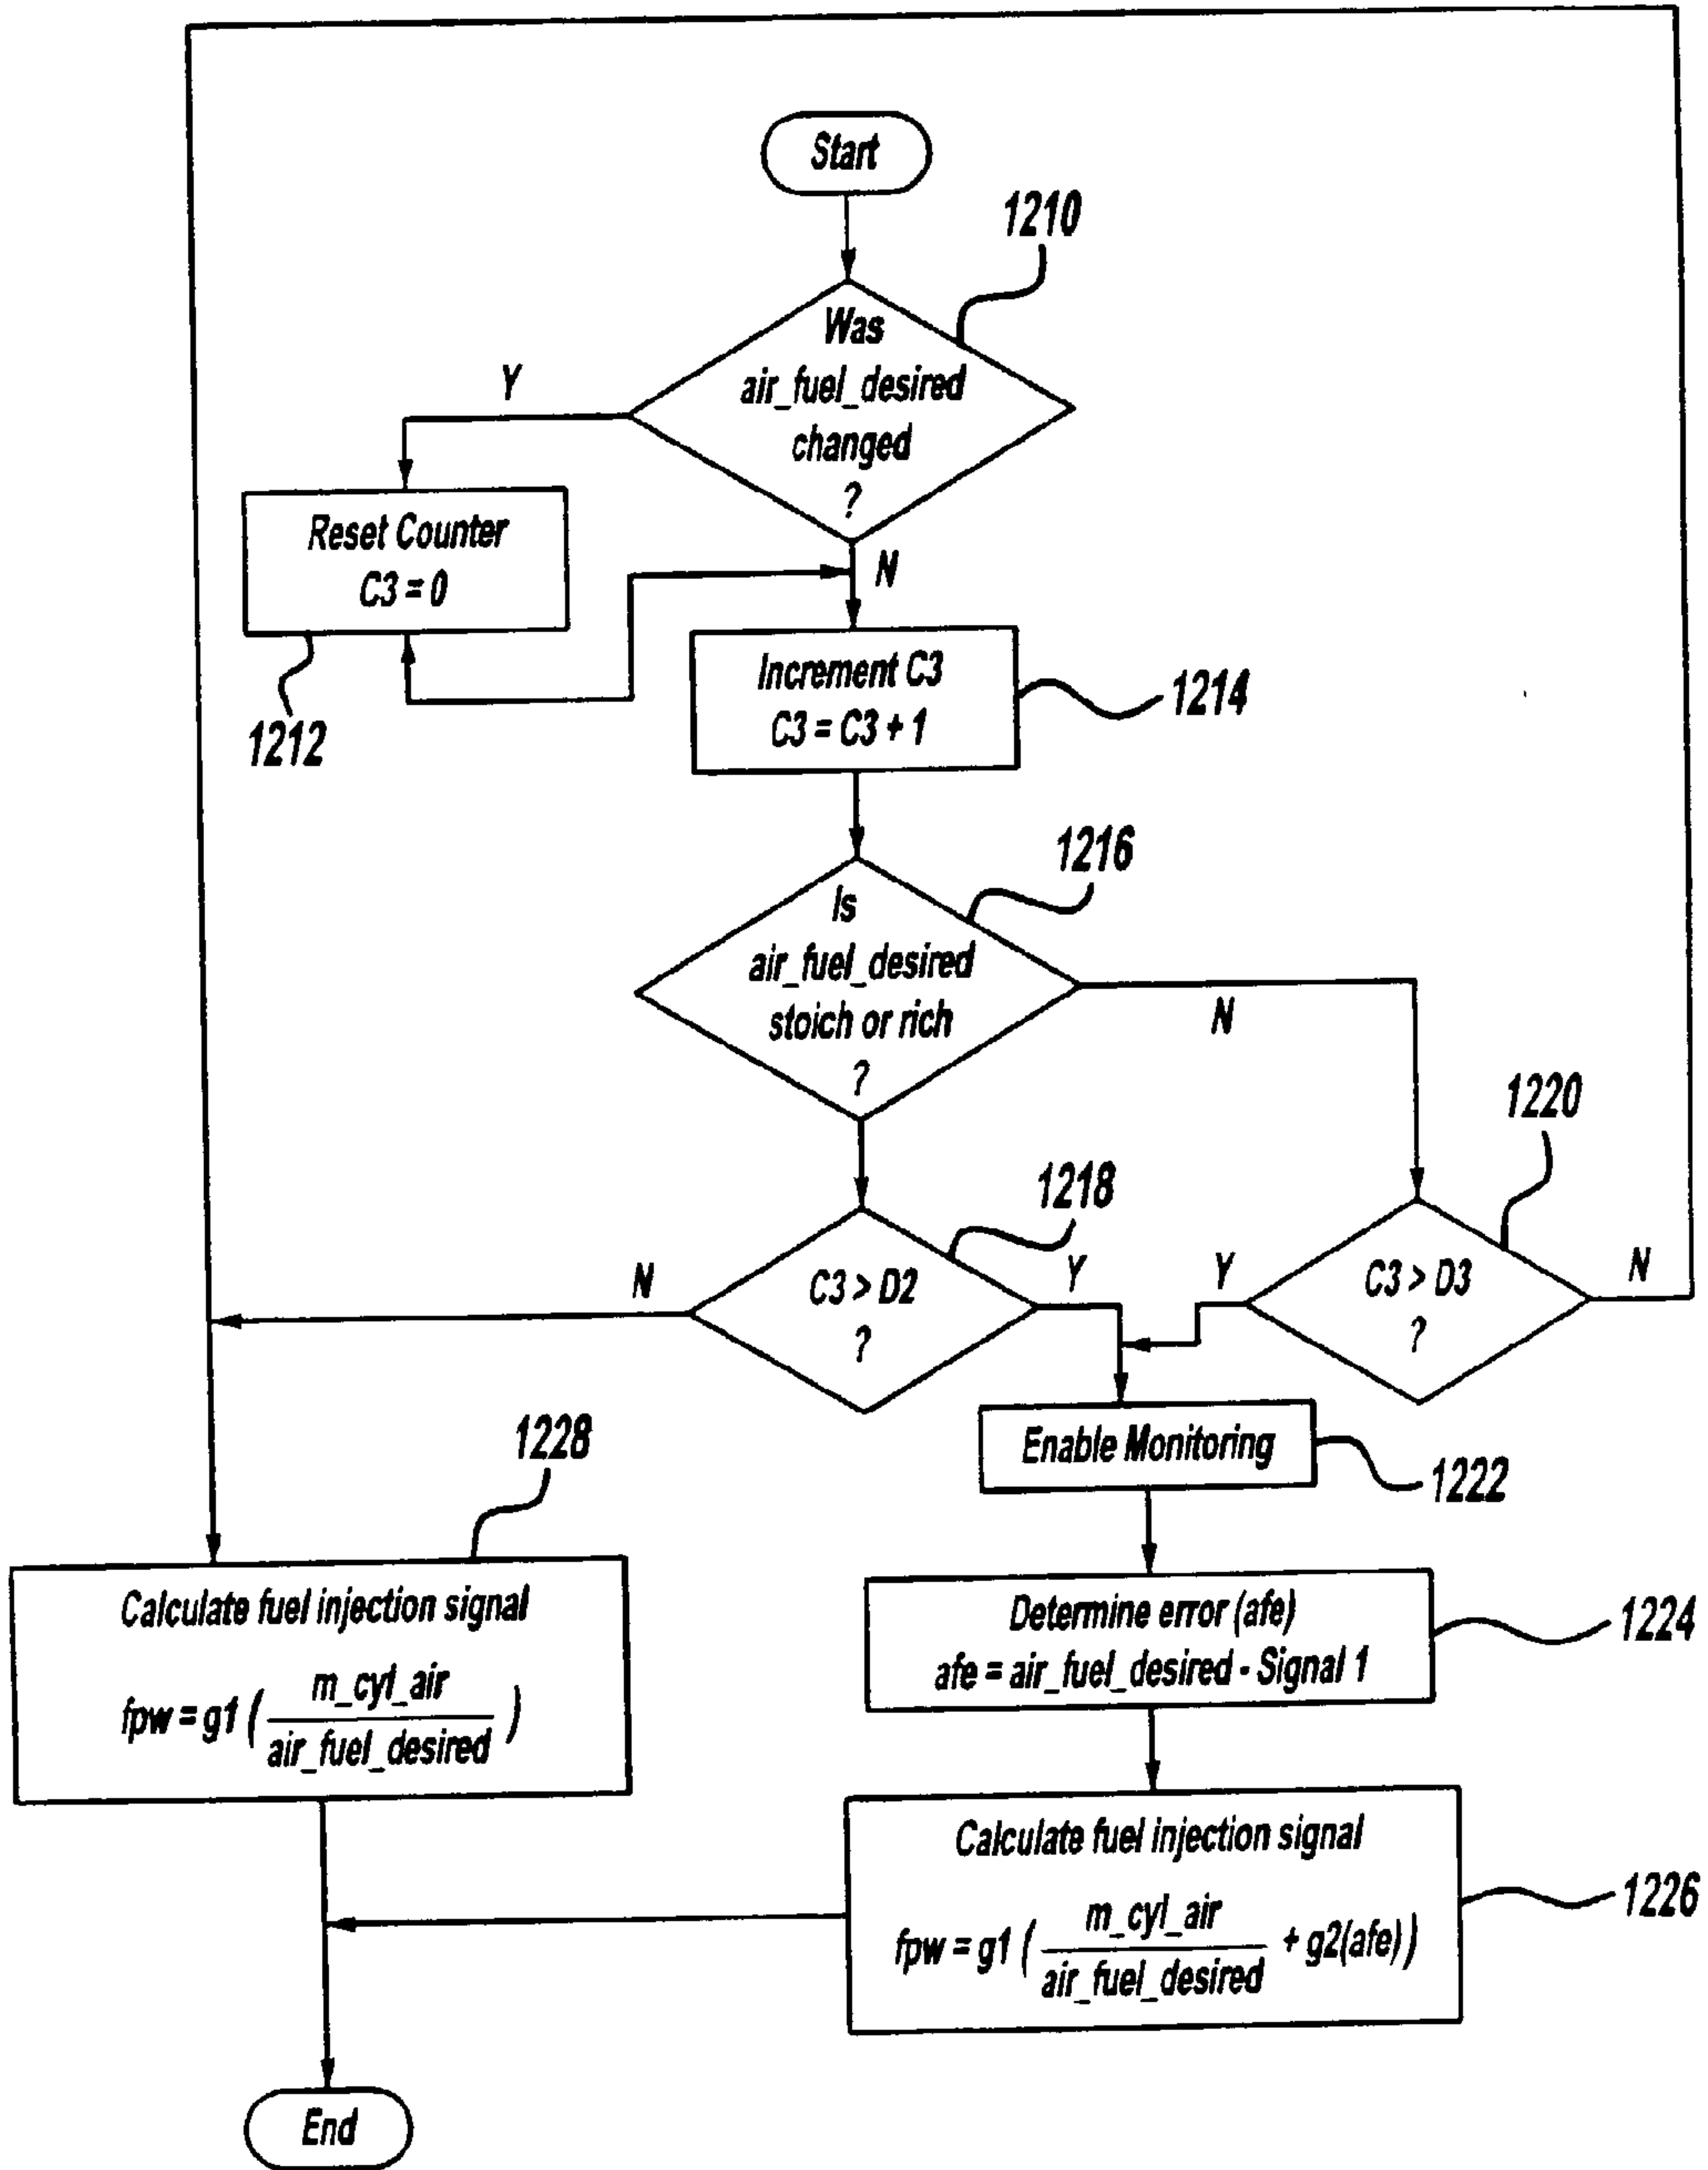 Start
1210
Was
air_fuel_desired
changed
?
Y
N
Reset Counter
C3 = 0
1212
Increment C3
C3 = C3 + 1
1214
1216
Is
air_fuel_desired
stoich or rich
?
N
1220
1218
N
C3 > D2
?
Y
Y
C3 > D3
?
N
Enable Monitoring
1222
1228
Calculate fuel injection signal
fpw = g1 ( m_cyl_air / air_fuel_desired )
Determine error (afe)
afe = air_fuel_desired - Signal 1
1224
Calculate fuel injection signal
fpw = g1 ( m_cyl_air / air_fuel_desired + g2(afe) )
1226
End